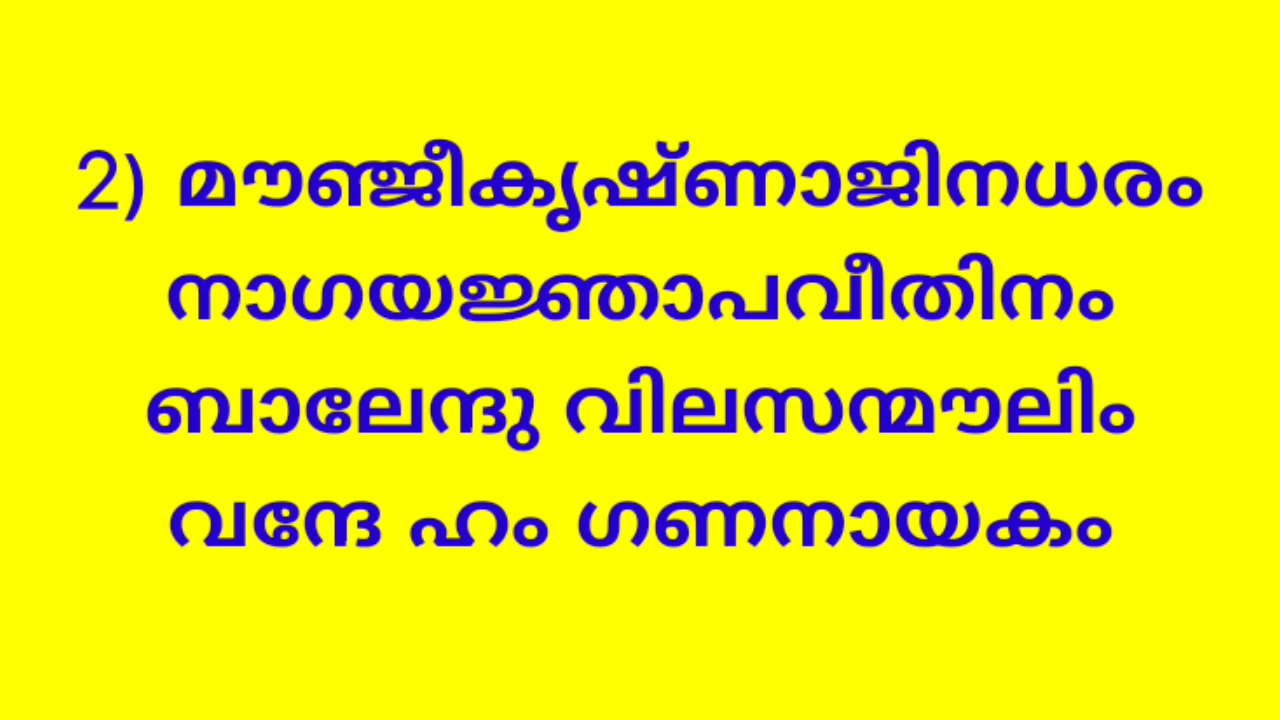 2) മൗഞ്ജീകൃഷ്ണാജിനധരം
നാഗയജ്ഞാപവീതിനം
ബാലേന്ദു വിലസന്മൗലിം
വന്ദേ ഹം ഗണനായകം